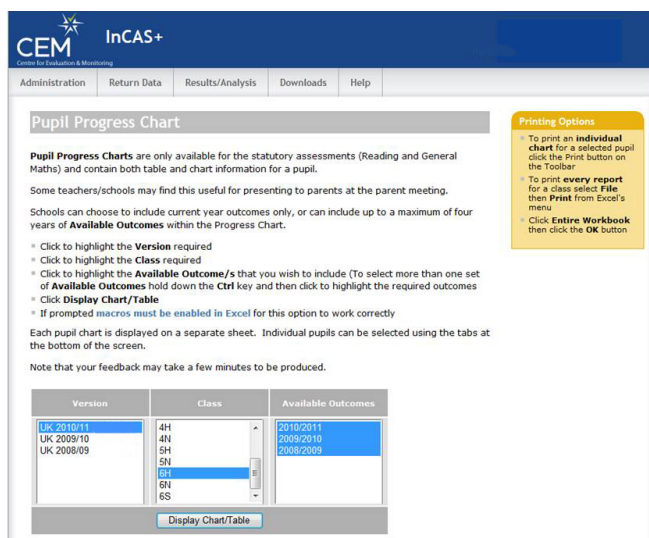 CEM
Centre for Evaluation & Monitoring
InCAS+
Administration Return Data Results/Analysis Downloads Help
Pupil Progress Chart
Pupil Progress Charts are only available for the statutory assessments (Reading and General
Maths) and contain both table and chart information for a pupil.
Some teachers/schools may find this useful for presenting to parents at the parent meeting.
Schools can choose to include current year outcomes only, or can include up to a maximum of four
years of Available Outcomes within the Progress Chart.
Click to highlight the Version required
Click to highlight the Class required
Click to highlight the Available Outcome/s that you wish to include (To select more than one set
of Available Outcomes hold down the Ctrl key and then click to highlight the required outcomes
Click Display Chart/Table
If prompted macros must be enabled in Excel for this option to work correctly
Each pupil chart is displayed on a separate sheet. Individual pupils can be selected using the tabs at
the bottom of the screen.
Note that your feedback may take a few minutes to be produced.
Version
UK 2010/11
UK 2009/10
UK 2008/09
Class
4H
4N
5H
5N
6H
6N
6S
Available Outcomes
2010/2011
2009/2010
2008/2009
Display Chart/Table
Printing Options
To print an individual
chart for a selected pupil
click the Print button on
the Toolbar
To print every report
for a class select File
then Print from Excel's
menu
Click Entire Workbook
then click the OK button